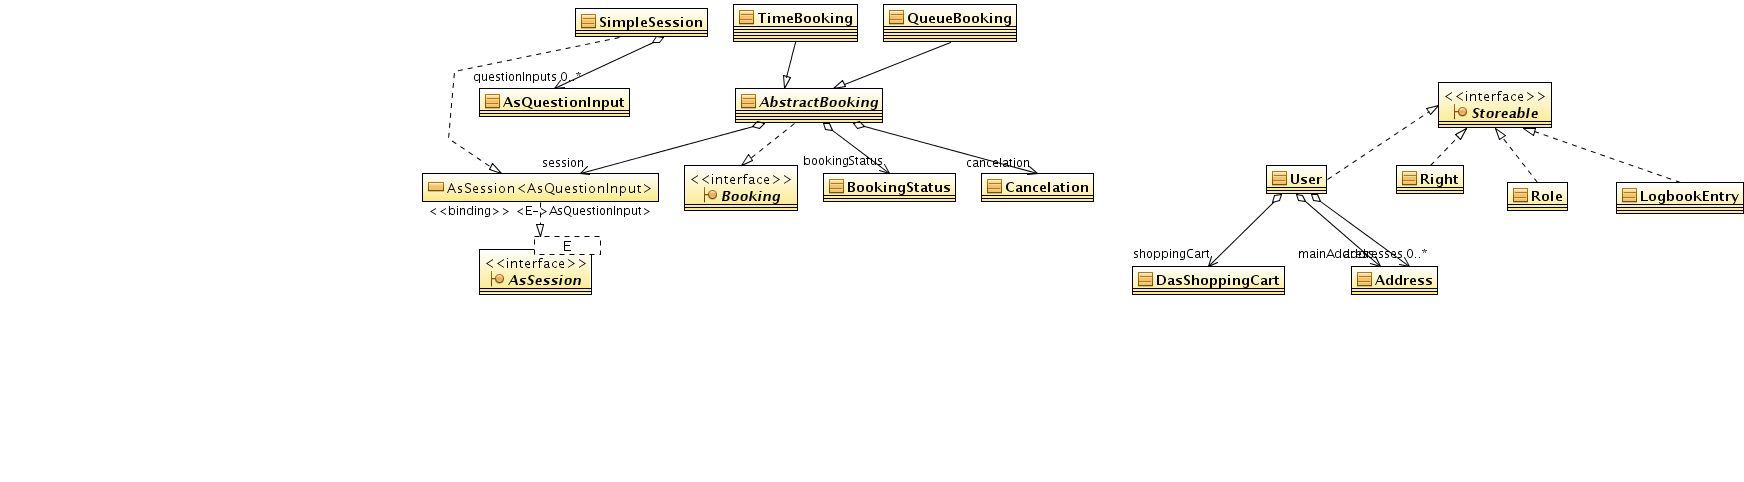 SimpleSession
TimeBooking
QueueBooking
questionInputs 0..*
AsQuestionInput
AbstractBooking
<<interface>>
Storeable
session
bookingStatus
cancelation
AsSession<AsQuestionInput>
<<interface>>
Booking
BookingStatus
Cancelation
User
Right
Role
LogbookEntry
<<binding>> <E->AsQuestionInput>
E
<<interface>>
AsSession
shoppingCart
mainAddress
addresses 0..*
DasShoppingCart
Address